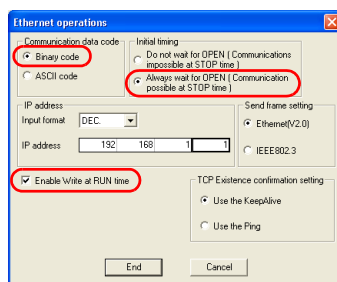 Ethernet operations
Communication data code
Binary code
ASCII code
Initial timing
Do not wait for OPEN ( Communications
impossible at STOP time )
Always wait for OPEN ( Communication
possible at STOP time )
IP address
Input format DEC.
IP address 192 168 1 1
Send frame setting
Ethernet(V2.0)
IEEE802.3
Enable Write at RUN time
TCP Existence confirmation setting
Use the KeepAlive
Use the Ping
End Cancel